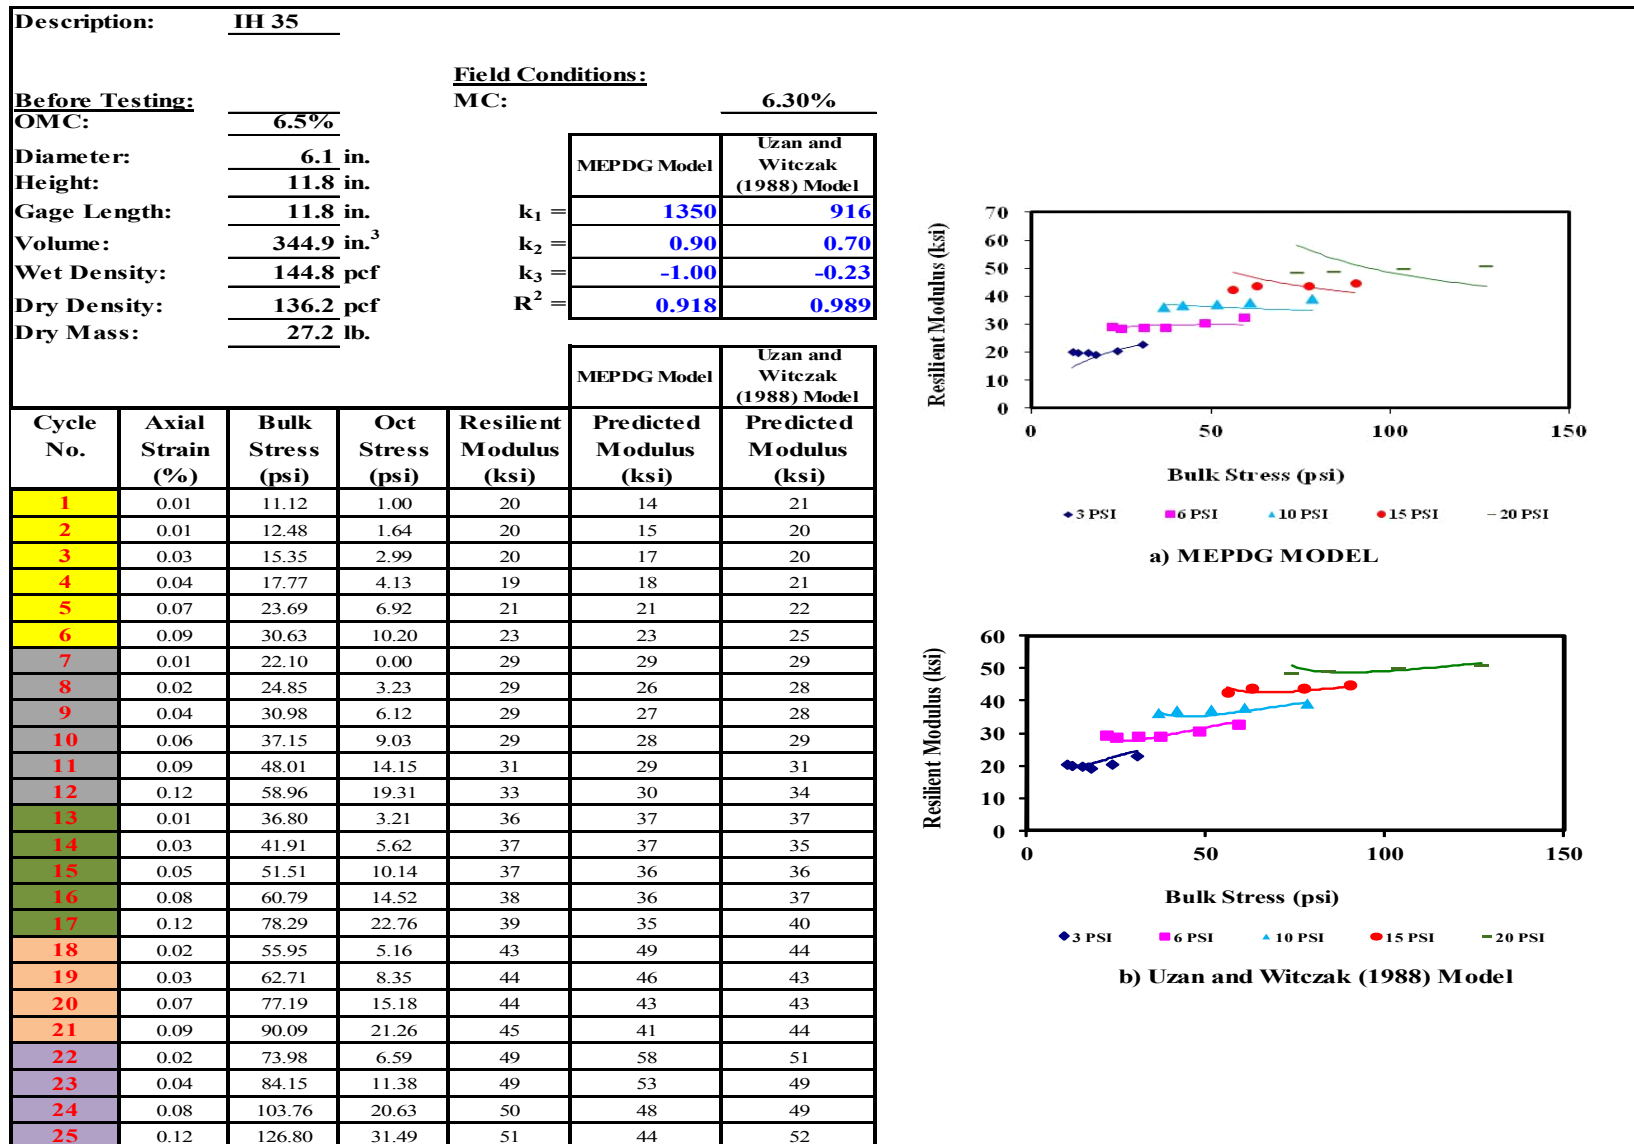 Description: IH 35
Field Conditions:
Before Testing: MC: 6.30%
OMC: 6.5%
Diameter: 6.1 in.
Height: 11.8 in.
Gage Length: 11.8 in.
Volume: 344.9 in.³
Wet Density: 144.8 pcf
Dry Density: 136.2 pcf
Dry Mass: 27.2 lb.
MEPDG Model Uzan and Witczak (1988) Model
k₁ = 1350 916
k₂ = 0.90 0.70
k₃ = -1.00 -0.23
R² = 0.918 0.989
MEPDG Model Uzan and Witczak (1988) Model
Cycle No. Axial Strain (%) Bulk Stress (psi) Oct Stress (psi) Resilient Modulus (ksi) Predicted Modulus (ksi) Predicted Modulus (ksi)
1 0.01 11.12 1.00 20 14 21
2 0.01 12.48 1.64 20 15 20
3 0.03 15.35 2.99 20 17 20
4 0.04 17.77 4.13 19 18 21
5 0.07 23.69 6.92 21 21 22
6 0.09 30.63 10.20 23 23 25
7 0.01 22.10 0.00 29 29 29
8 0.02 24.85 3.23 29 26 28
9 0.04 30.98 6.12 29 27 28
10 0.06 37.15 9.03 29 28 29
11 0.09 48.01 14.15 31 29 31
12 0.12 58.96 19.31 33 30 34
13 0.01 36.80 3.21 36 37 37
14 0.03 41.91 5.62 37 37 35
15 0.05 51.51 10.14 37 36 36
16 0.08 60.79 14.52 38 36 37
17 0.12 78.29 22.76 39 35 40
18 0.02 55.95 5.16 43 49 44
19 0.03 62.71 8.35 44 46 43
20 0.07 77.19 15.18 44 43 43
21 0.09 90.09 21.26 45 41 44
22 0.02 73.98 6.59 49 58 51
23 0.04 84.15 11.38 49 53 49
24 0.08 103.76 20.63 50 48 49
25 0.12 126.80 31.49 51 44 52
Resilient Modulus (ksi)
70
60
50
40
30
20
10
0
0 50 100 150
Bulk Stress (psi)
3 PSI 6 PSI 10 PSI 15 PSI 20 PSI
a) MEPDG MODEL
Resilient Modulus (ksi)
60
50
40
30
20
10
0
0 50 100 150
Bulk Stress (psi)
3 PSI 6 PSI 10 PSI 15 PSI 20 PSI
b) Uzan and Witczak (1988) Model